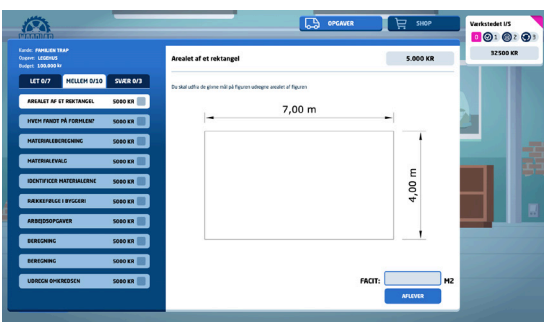 OPGAVER
SHOP
Værkstedet I/S
0 1 2 3
32500 KR
Kunde: FAMILIEN TRAP
Opgave: LEGEHUS
Budget: 100.000 kr
LET 0/7 MELLEM 0/10 SVÆR 0/3
AREALET AF ET REKTANGEL 5000 KR
HVEM FANDT PÅ FORMLEN? 5000 KR
MATERIALEBEREGNING 5000 KR
MATERIALEVALG 5000 KR
IDENTIFICER MATERIALERNE 5000 KR
RÆKKEFØLGE I BYGGERI 5000 KR
ARBEJDSOPGAVER 5000 KR
BEREGNING 5000 KR
BEREGNING 5000 KR
UDREGN OMKREDSEN 5000 KR
Arealet af et rektangel 5.000 KR
Du skal udfra de givne mål på figuren udregne arealet af figuren
7,00 m
4,00 m
FACIT: M2
AFLEVER